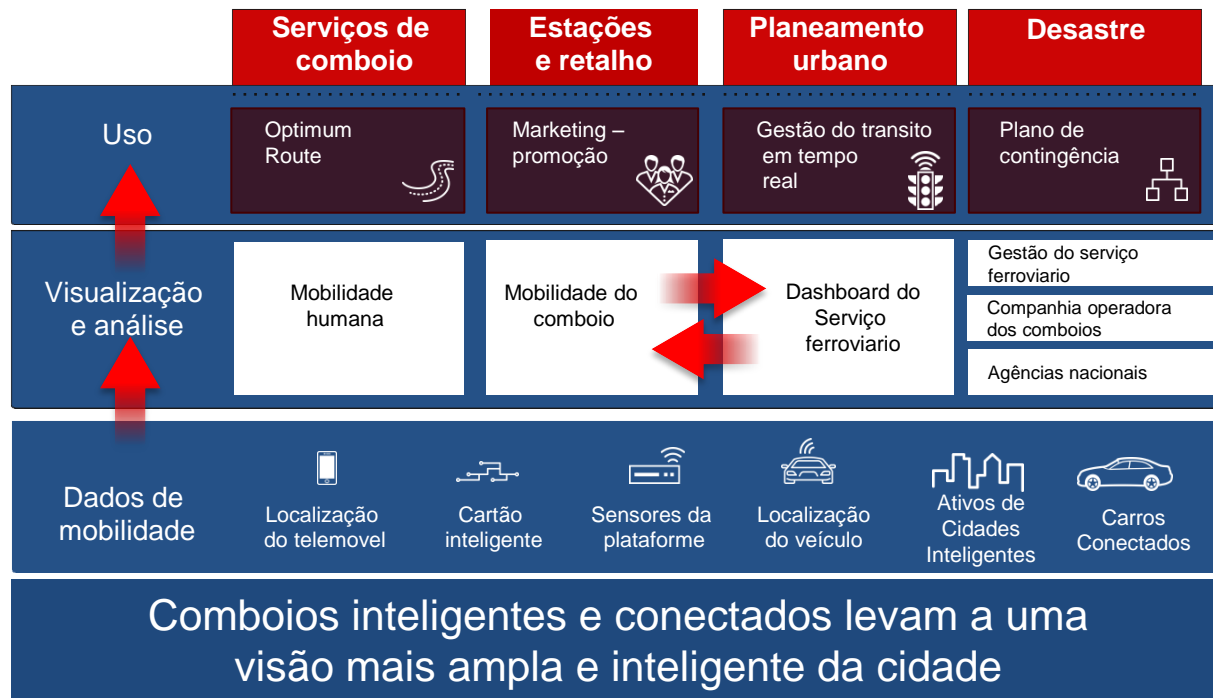 Serviços de
comboio
Estações
e retalho
Planeamento
urbano
Desastre
Uso
Optimum
Route
Marketing –
promoção
Gestão do transito
em tempo
real
Plano de
contingência
Visualização
e análise
Mobilidade
humana
Mobilidade do
comboio
Dashboard do
Serviço
ferroviario
Gestão do serviço
ferroviario
Companhia operadora
dos comboios
Agências nacionais
Dados de
mobilidade
Localização
do telemovel
Cartão
inteligente
Sensores da
plataforme
Localização
do veículo
Ativos de
Cidades
Inteligentes
Carros
Conectados
Comboios inteligentes e conectados levam a uma
visão mais ampla e inteligente da cidade